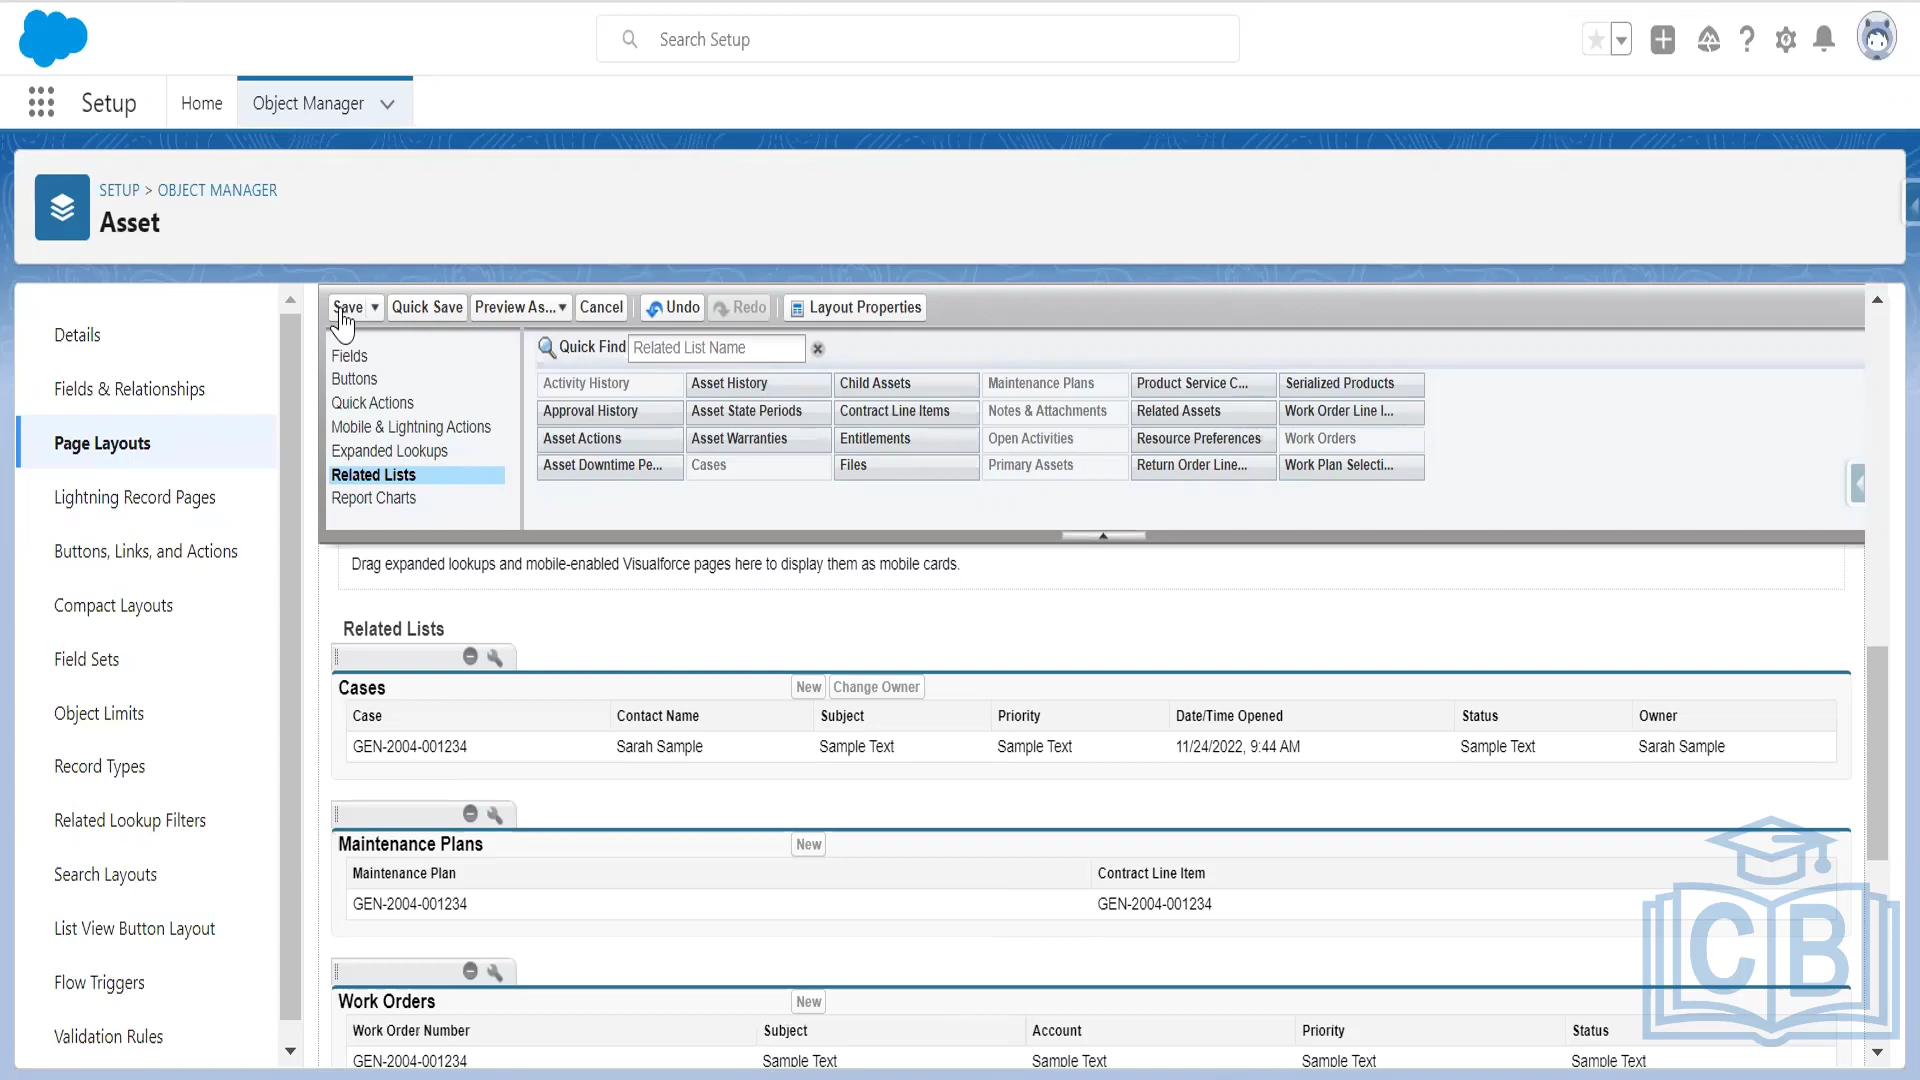 Search Setup
Setup
Home
Object Manager
SETUP > OBJECT MANAGER
Asset
Details
Fields & Relationships
Page Layouts
Lightning Record Pages
Buttons, Links, and Actions
Compact Layouts
Field Sets
Object Limits
Record Types
Related Lookup Filters
Search Layouts
List View Button Layout
Flow Triggers
Validation Rules
Save Quick Save Preview As... Cancel Undo Redo Layout Properties
Fields
Buttons
Quick Actions
Mobile & Lightning Actions
Expanded Lookups
Related Lists
Report Charts
Quick Find Related List Name
Activity History Asset History Child Assets Maintenance Plans Product Service C... Serialized Products
Approval History Asset State Periods Contract Line Items Notes & Attachments Related Assets Work Order Line I...
Asset Actions Asset Warranties Entitlements Open Activities Resource Preferences Work Orders
Asset Downtime Pe... Cases Files Primary Assets Return Order Line... Work Plan Selecti...
Drag expanded lookups and mobile-enabled Visualforce pages here to display them as mobile cards.
Related Lists
Cases New Change Owner
Case Contact Name Subject Priority Date/Time Opened Status Owner
GEN-2004-001234 Sarah Sample Sample Text Sample Text 11/24/2022, 9:44 AM Sample Text Sarah Sample
Maintenance Plans New
Maintenance Plan Contract Line Item
GEN-2004-001234 GEN-2004-001234
Work Orders New
Work Order Number Subject Account Priority Status
GEN-2004-001234 Sample Text Sample Text Sample Text Sample Text
CB